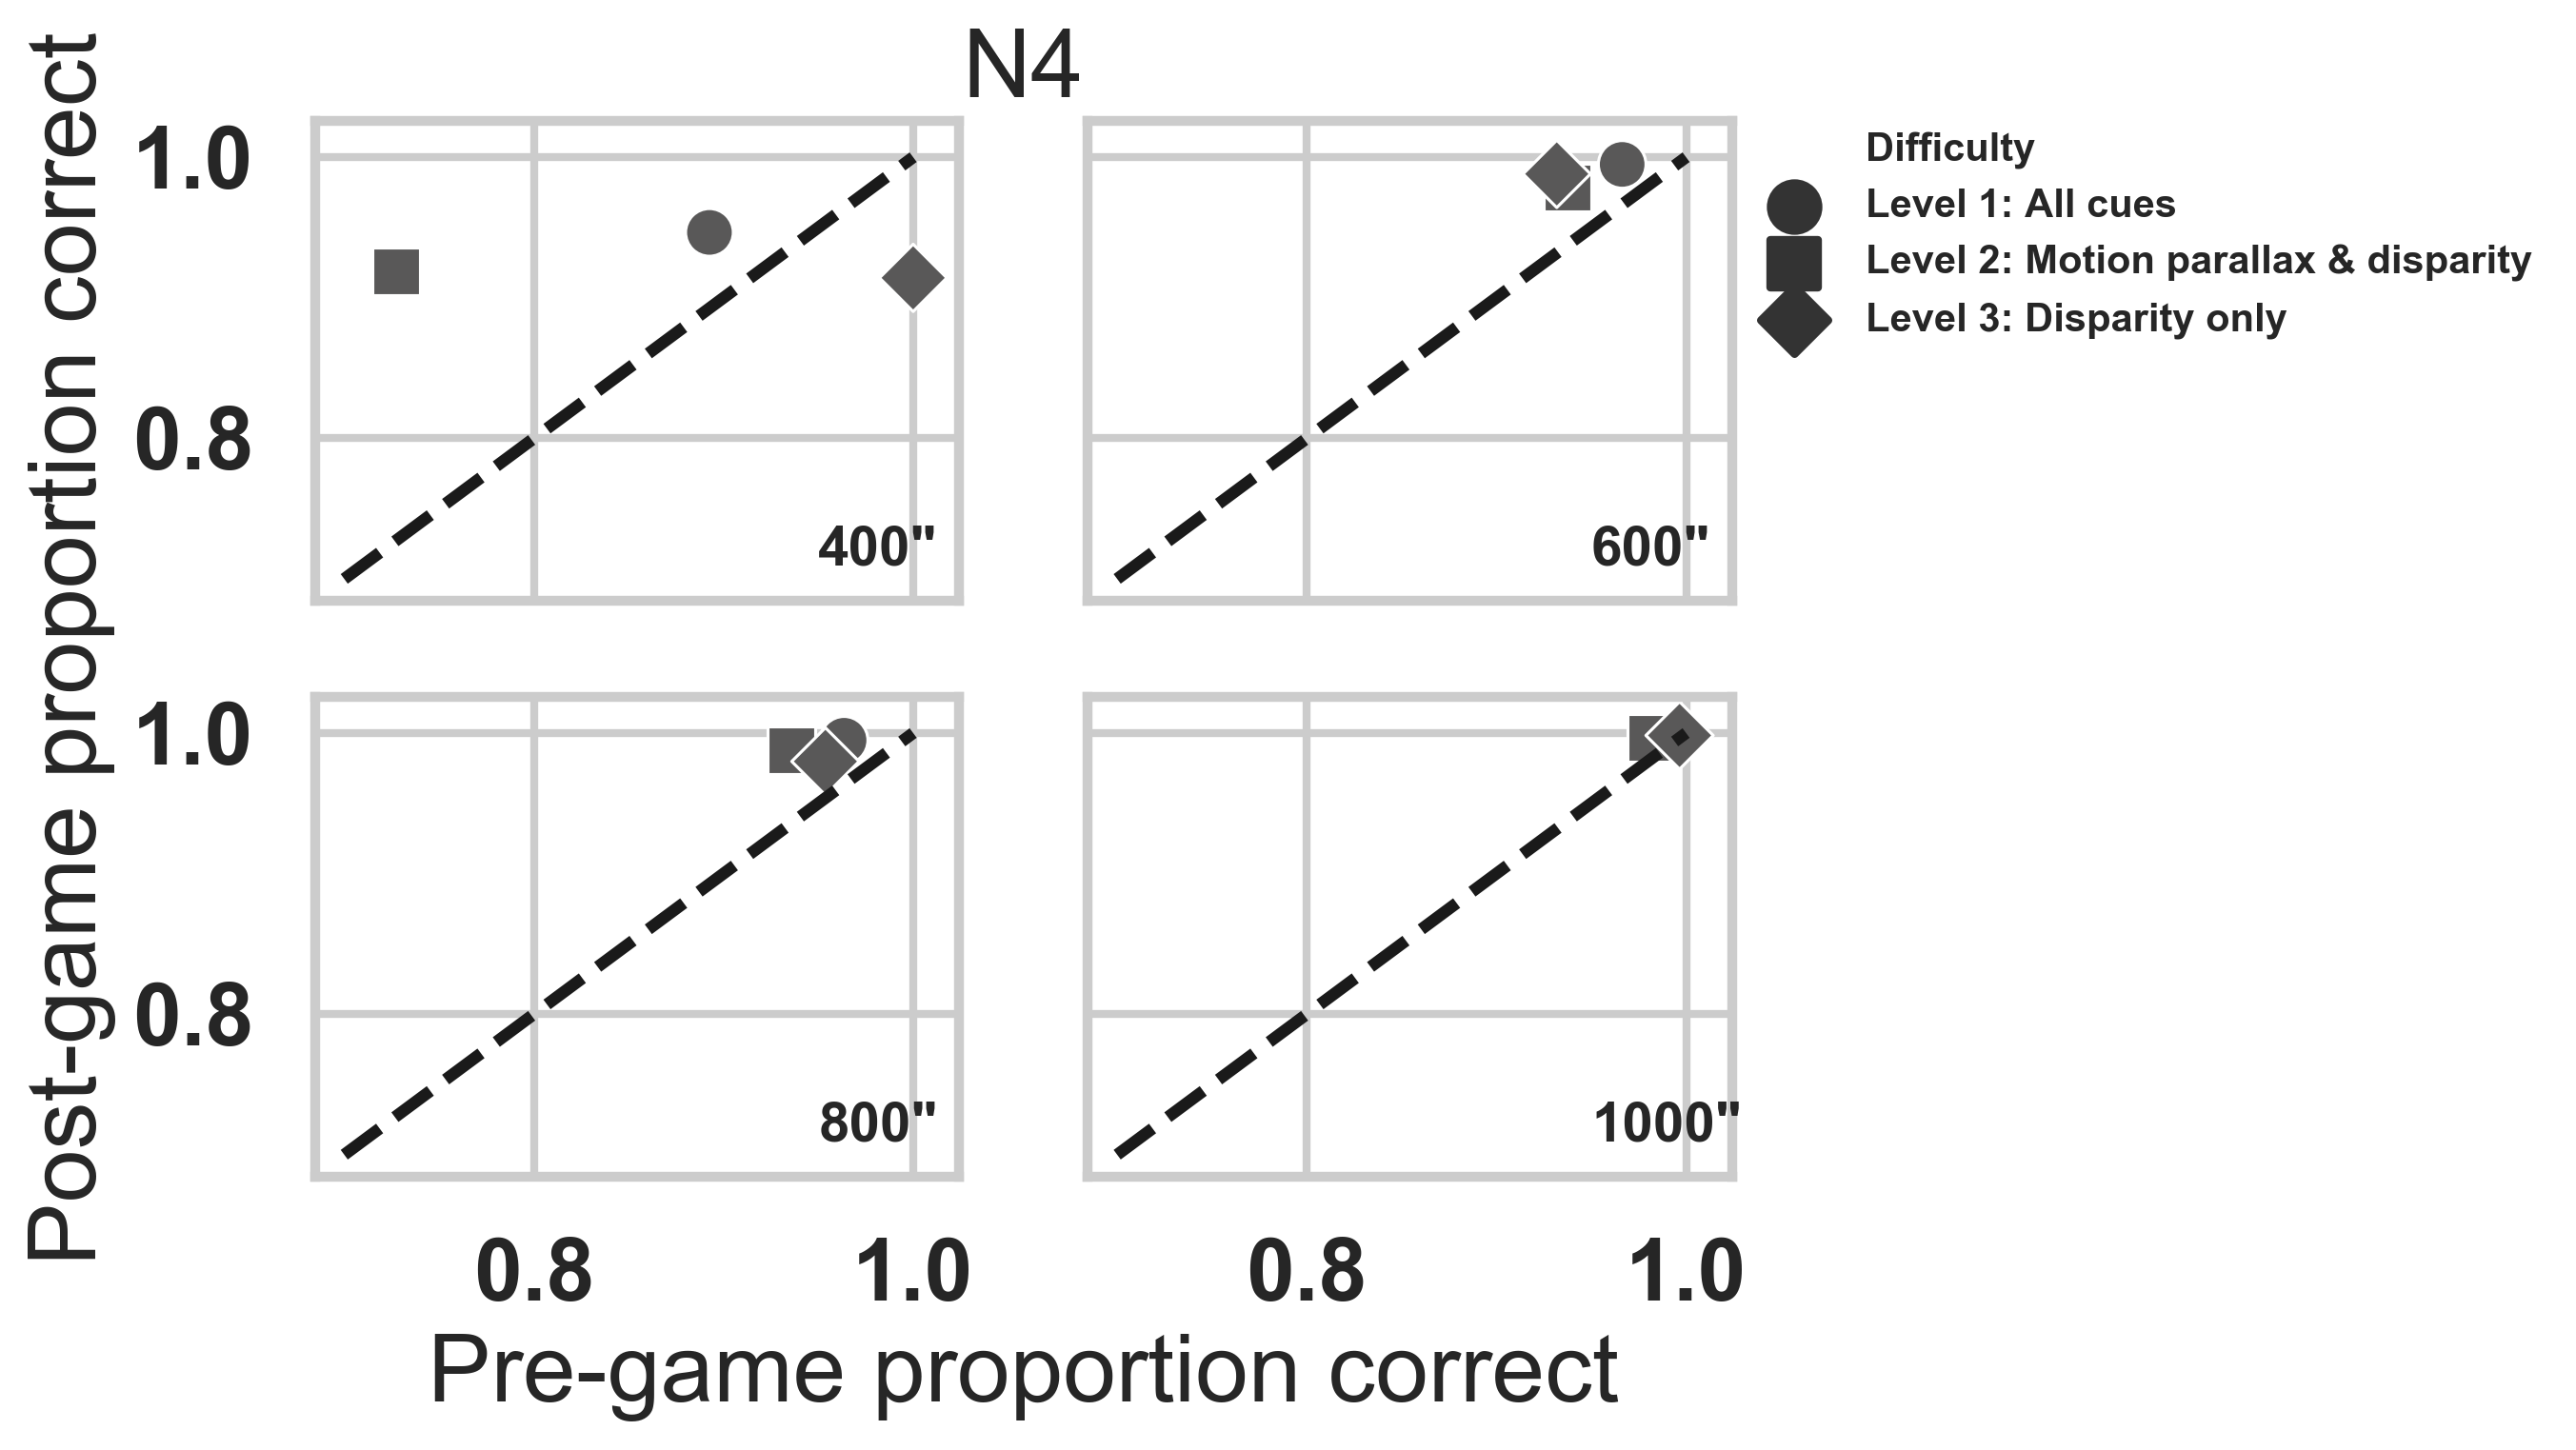 N4
Post-game proportion correct
1.0
0.8
400"
600"
Difficulty
Level 1: All cues
Level 2: Motion parallax & disparity
Level 3: Disparity only
1.0
0.8
800"
1000"
0.8
1.0
0.8
1.0
Pre-game proportion correct